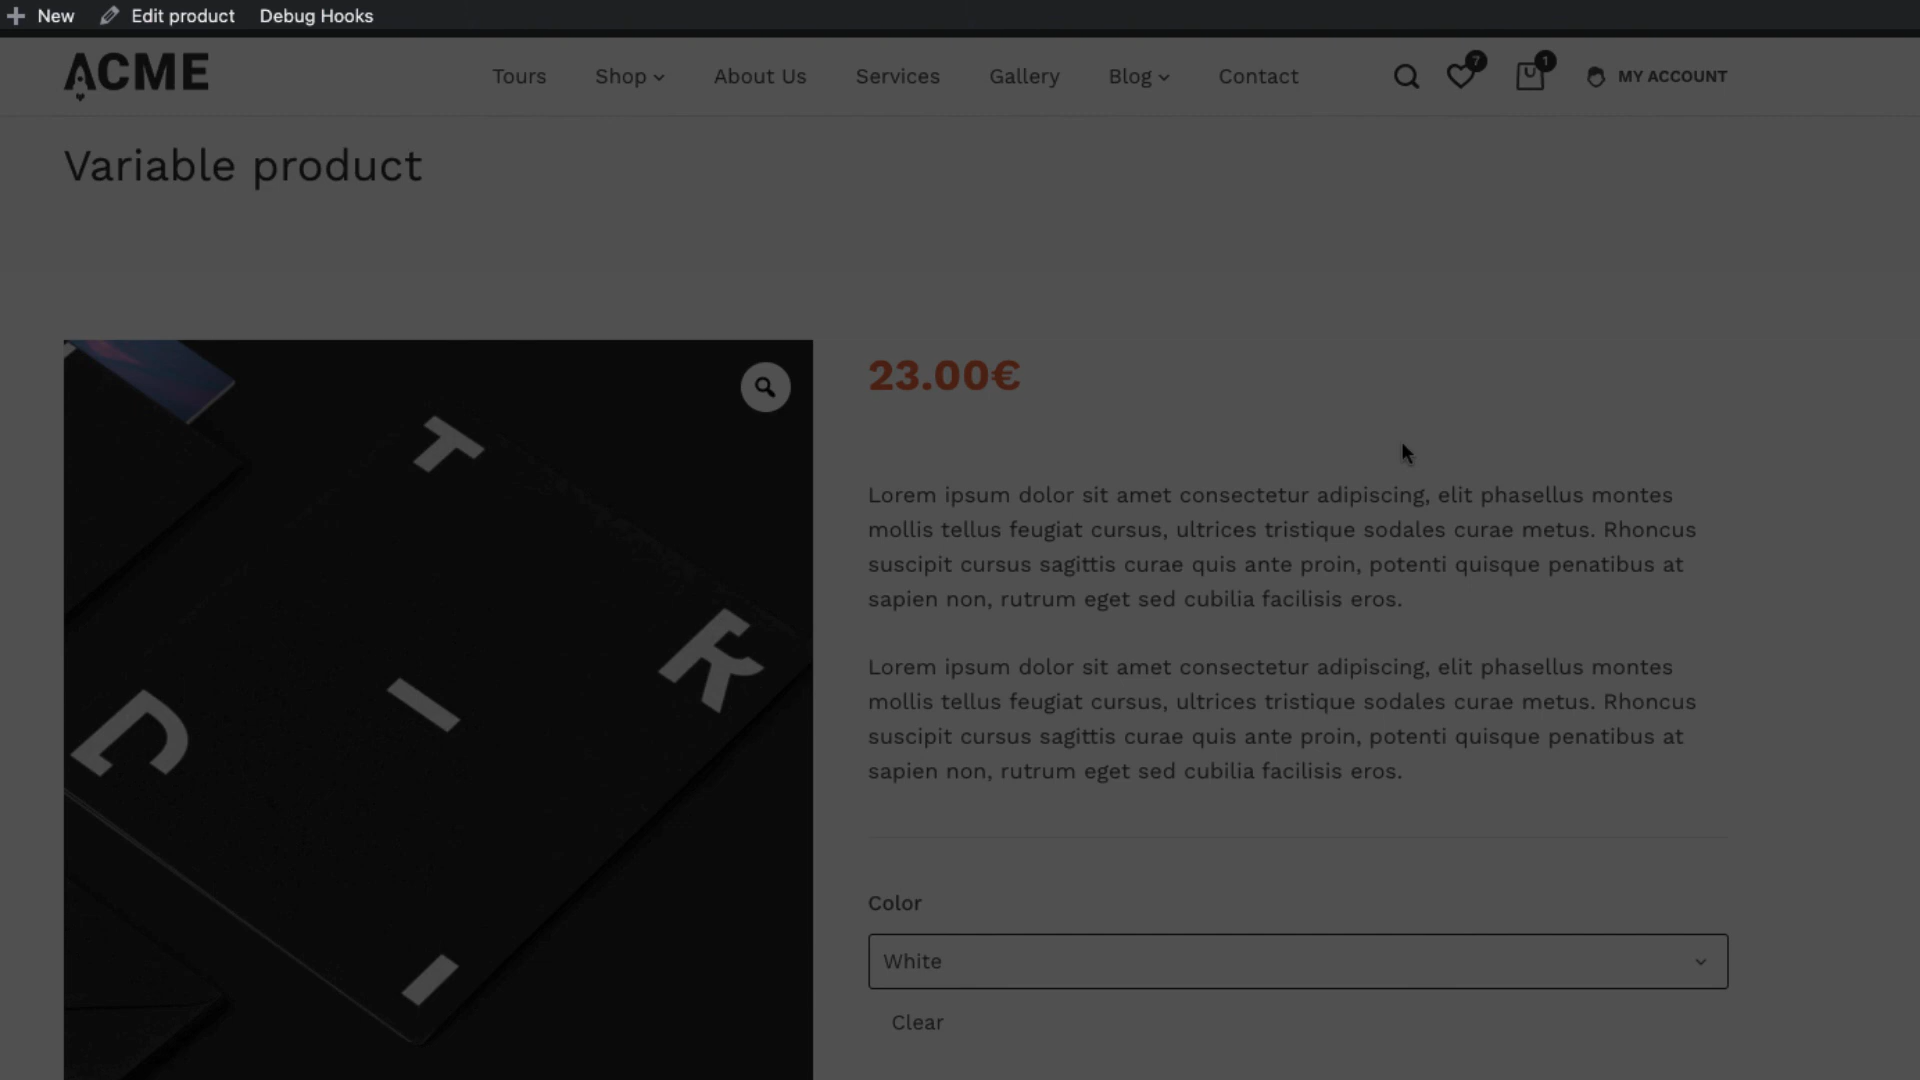 New Edit product Debug Hooks
ACME Tours Shop About Us Services Gallery Blog Contact 7 1 MY ACCOUNT
Variable product
23.00€
Lorem ipsum dolor sit amet consectetur adipiscing, elit phasellus montes
mollis tellus feugiat cursus, ultrices tristique sodales curae metus. Rhoncus
suscipit cursus sagittis curae quis ante proin, potenti quisque penatibus at
sapien non, rutrum eget sed cubilia facilisis eros.
Lorem ipsum dolor sit amet consectetur adipiscing, elit phasellus montes
mollis tellus feugiat cursus, ultrices tristique sodales curae metus. Rhoncus
suscipit cursus sagittis curae quis ante proin, potenti quisque penatibus at
sapien non, rutrum eget sed cubilia facilisis eros.
Color
White
Clear
T
K
I